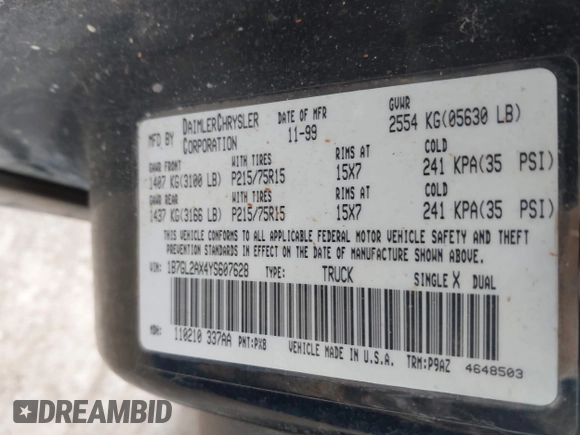 MFD BY DAIMLERCHRYSLER CORPORATION DATE OF MFR 11-99 GVWR 2554 KG(05630 LB)
GAWR FRONT WITH TIRES RIMS AT COLD
1407 KG(3100 LB) P215/75R15 15X7 241 KPA(35 PSI)
GAWR REAR WITH TIRES RIMS AT COLD
1437 KG(3166 LB) P215/75R15 15X7 241 KPA(35 PSI)
THIS VEHICLE CONFORMS TO ALL APPLICABLE FEDERAL MOTOR VEHICLE SAFETY AND THEFT
PREVENTION STANDARDS IN EFFECT ON THE DATE OF MANUFACTURE SHOWN ABOVE.
VIN: 1B7GL2AX4YS607628 TYPE: TRUCK SINGLE X DUAL
MDH: 110210 337AA PNT:PXB VEHICLE MADE IN U.S.A. TRM:P9AZ 4648503
DREAMBID